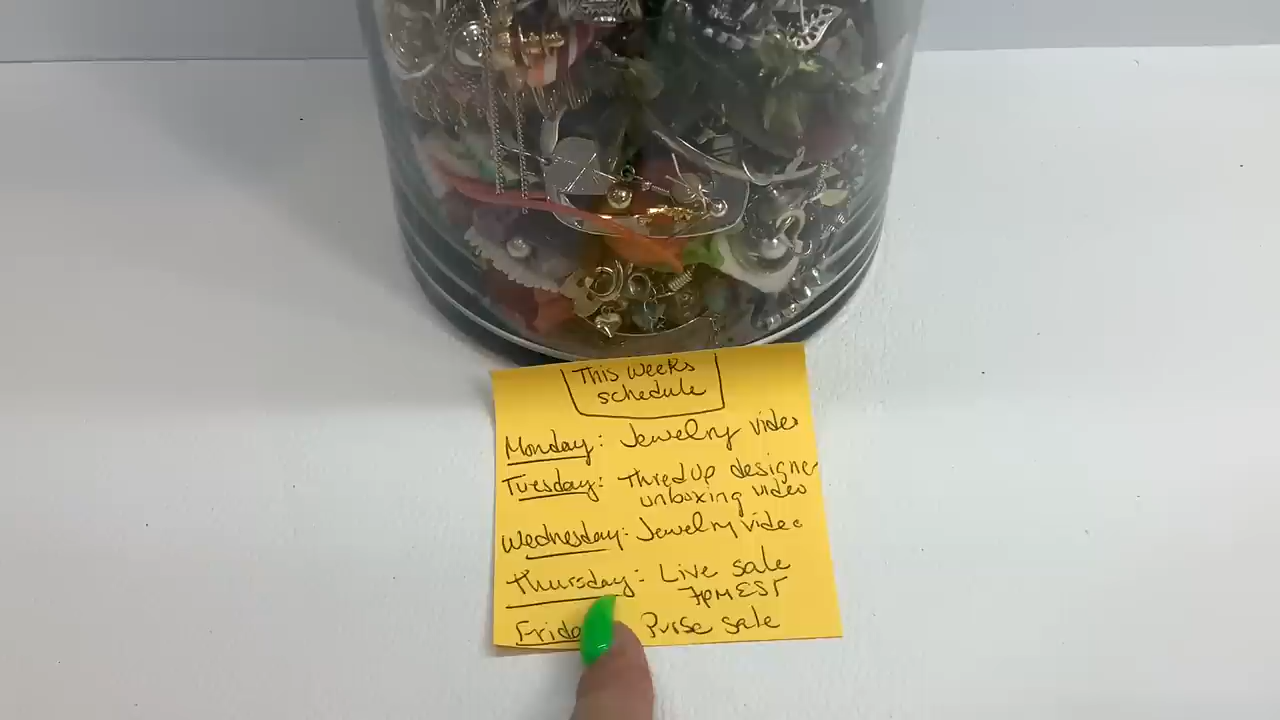 This weeks
schedule
Monday: Jewelry video
Tuesday: ThredUp designer
unboxing video
Wednesday: Jewelry video
Thursday: Live sale
7pm EST
Purse sale